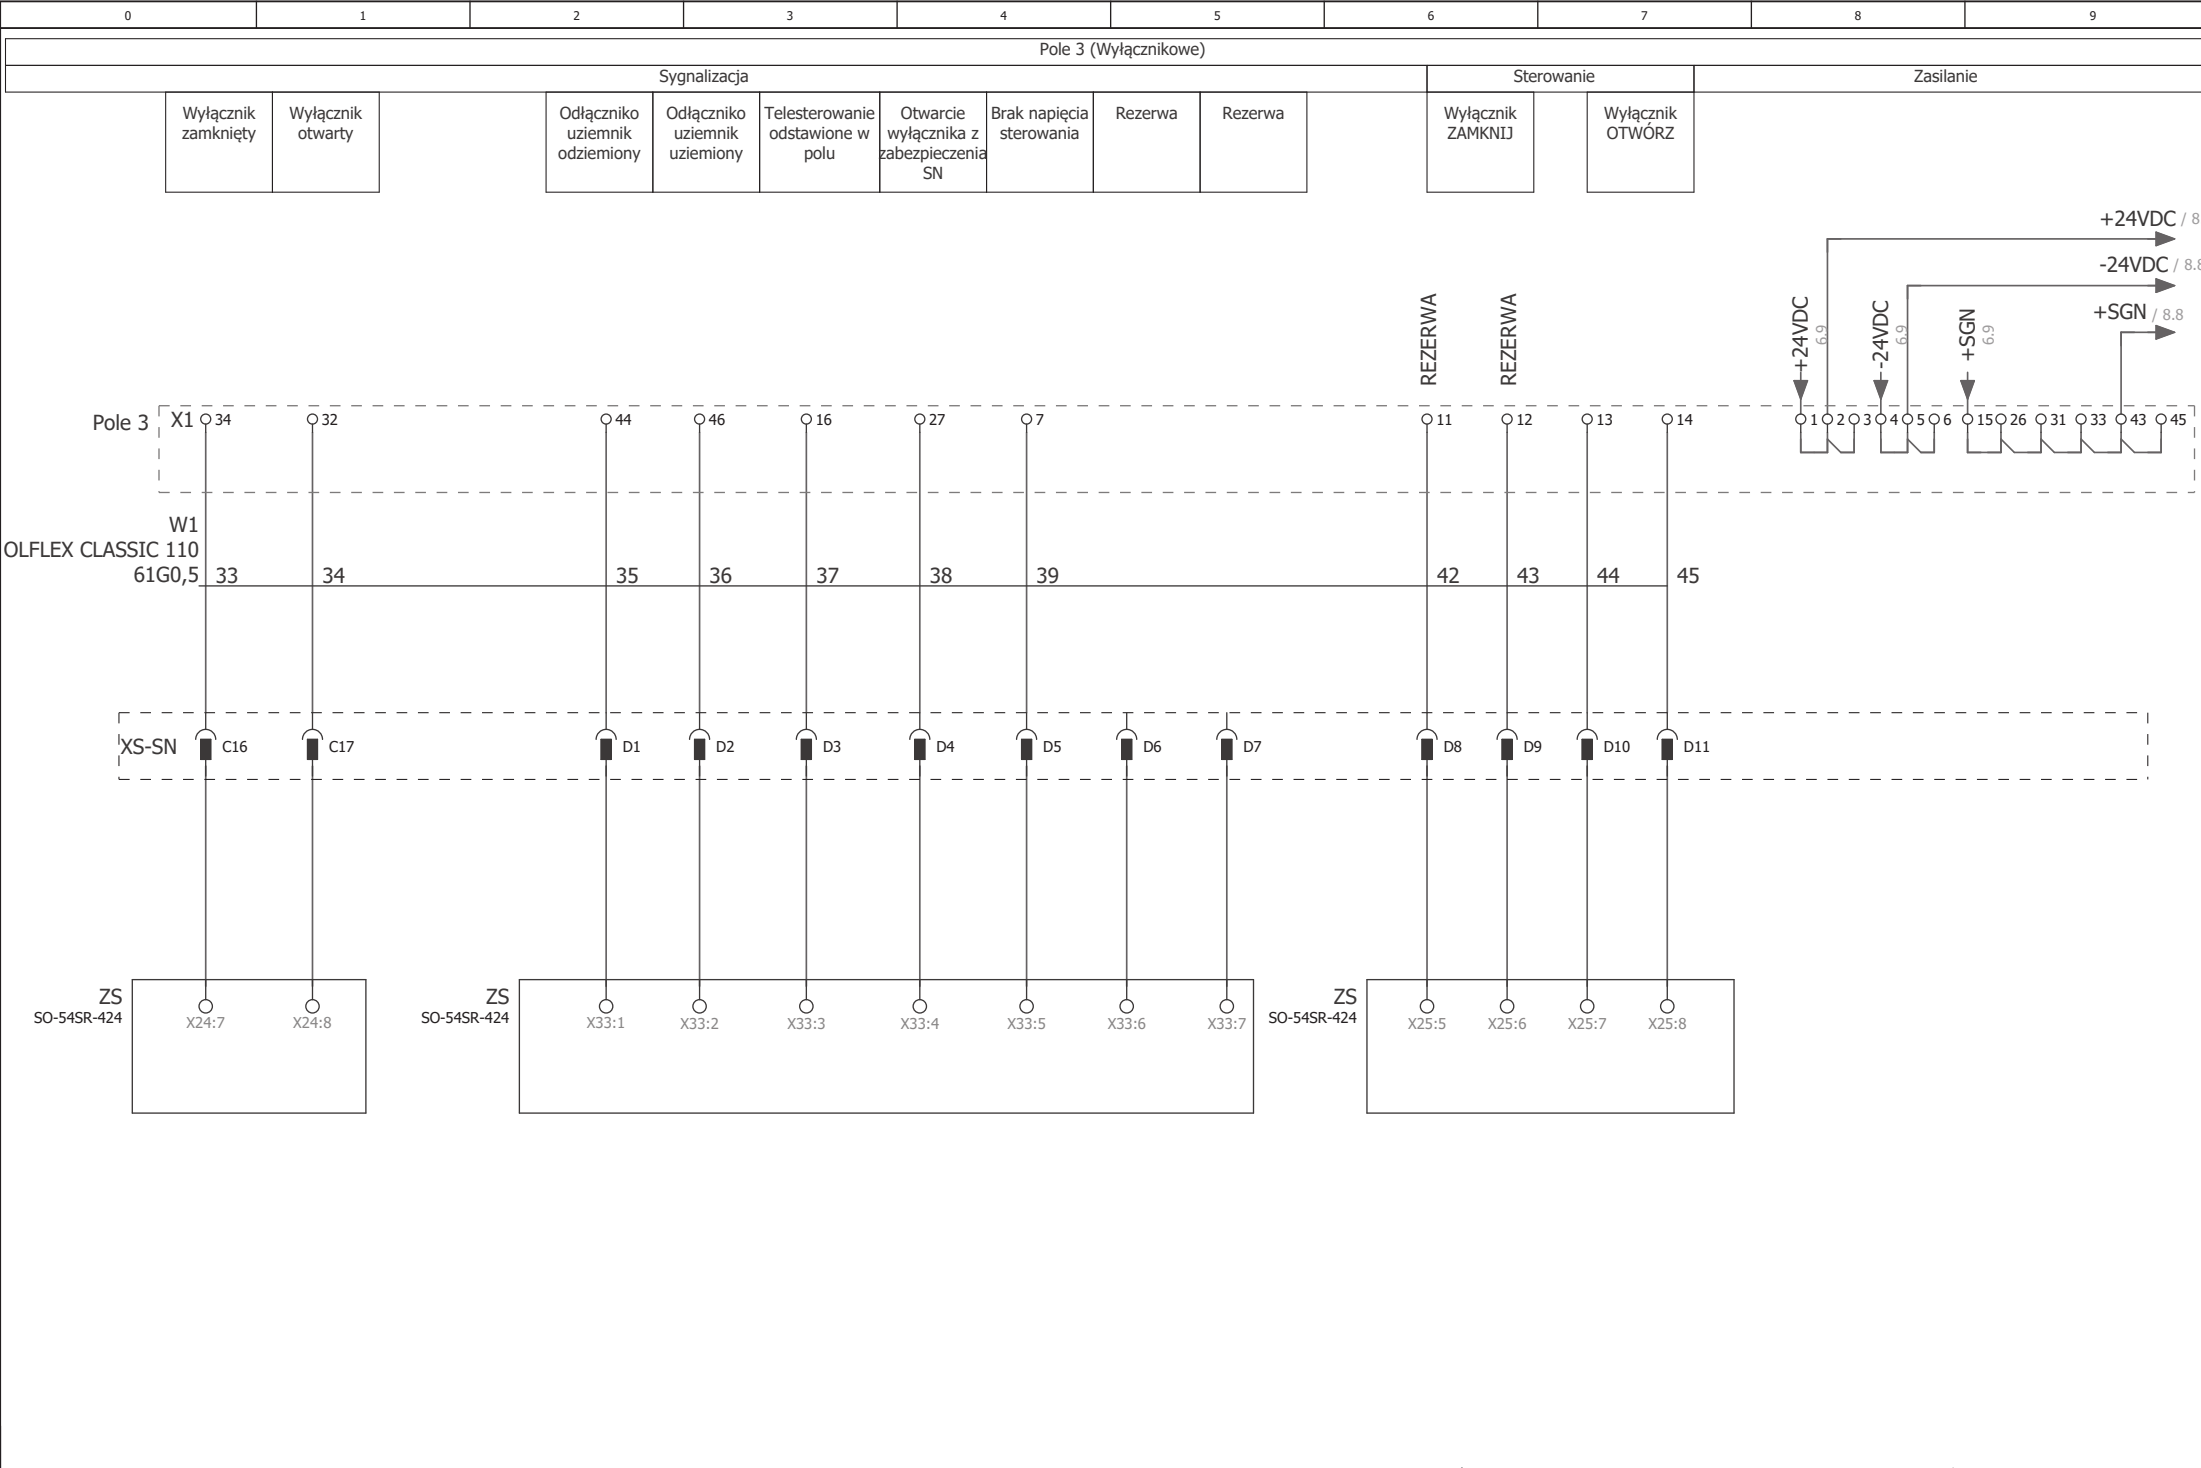 0 1 2 3 4 5 6 7 8 9
Pole 3 (Wyłącznikowe)
Sygnalizacja Sterowanie Zasilanie
Wyłącznik
zamknięty
Wyłącznik
otwarty
Odłączniko
uziemnik
odziemiony
Odłączniko
uziemnik
uziemiony
Telesterowanie
odstawione w
polu
Otwarcie
wyłącznika z
zabezpieczenia
SN
Brak napięcia
sterowania
Rezerwa
Rezerwa
Wyłącznik
ZAMKNIJ
Wyłącznik
OTWÓRZ
+24VDC / 8
-24VDC / 8.8
+SGN / 8.8
REZERWA
REZERWA
+24VDC
6.9
-24VDC
6.9
+SGN
6.9
Pole 3 X1 34 32 44 46 16 27 7 11 12 13 14 1 2 3 4 5 6 15 26 31 33 43 45
W1
OLFLEX CLASSIC 110
61G0,5 33 34 35 36 37 38 39 42 43 44 45
XS-SN C16 C17 D1 D2 D3 D4 D5 D6 D7 D8 D9 D10 D11
ZS
SO-54SR-424
X24:7 X24:8
ZS
SO-54SR-424
X33:1 X33:2 X33:3 X33:4 X33:5 X33:6 X33:7
ZS
SO-54SR-424
X25:5 X25:6 X25:7 X25:8